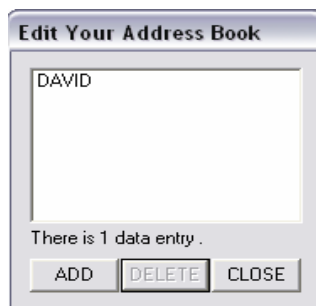 Edit Your Address Book
DAVID
There is 1 data entry .
ADD DELETE CLOSE